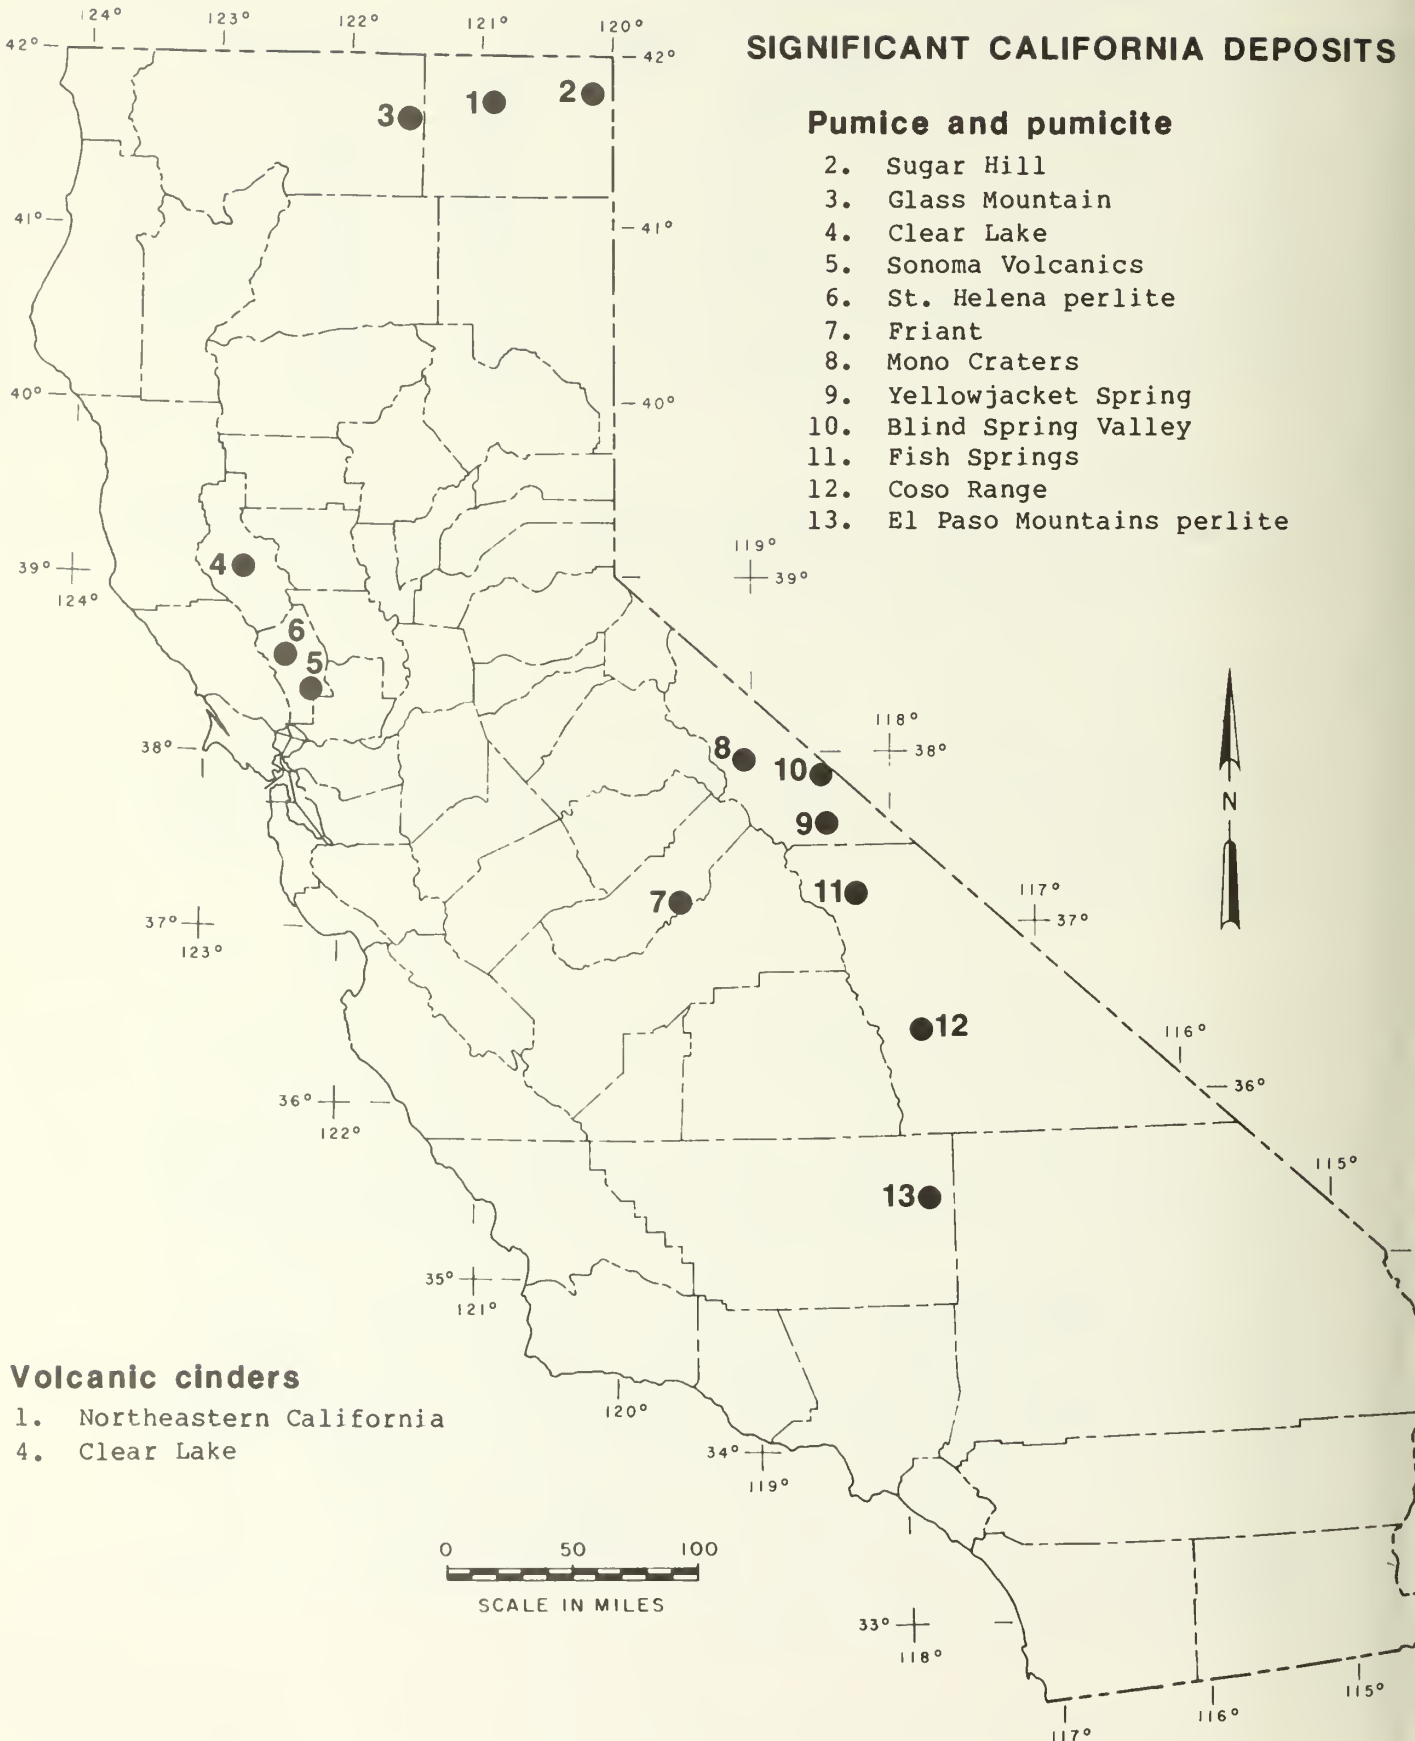 124° 123° 122° 121° 120°
42°
42°
SIGNIFICANT CALIFORNIA DEPOSITS
Pumice and pumicite
2. Sugar Hill
3. Glass Mountain
4. Clear Lake
5. Sonoma Volcanics
6. St. Helena perlite
7. Friant
8. Mono Craters
9. Yellowjacket Spring
10. Blind Spring Valley
11. Fish Springs
12. Coso Range
13. El Paso Mountains perlite
3
1
2
41°
41°
40°
40°
119°
39°
39°
124°
4
6
5
118°
38°
38°
8
10
9
N
7
11
117°
37°
37°
123°
12
116°
36°
36°
122°
13
115°
35°
121°
Volcanic cinders
1. Northeastern California
4. Clear Lake
120°
34°
119°
0 50 100
SCALE IN MILES
33°
118°
115°
116°
117°